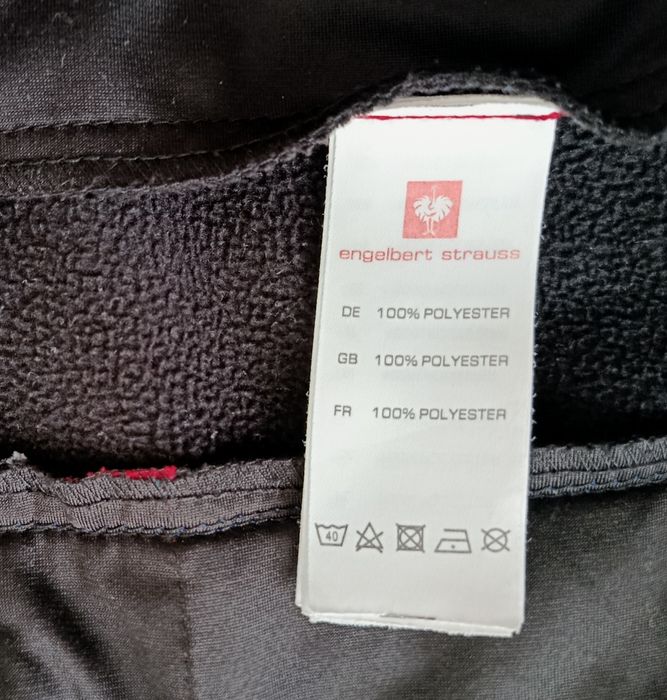 engelbert strauss
DE 100% POLYESTER
GB 100% POLYESTER
FR 100% POLYESTER
40